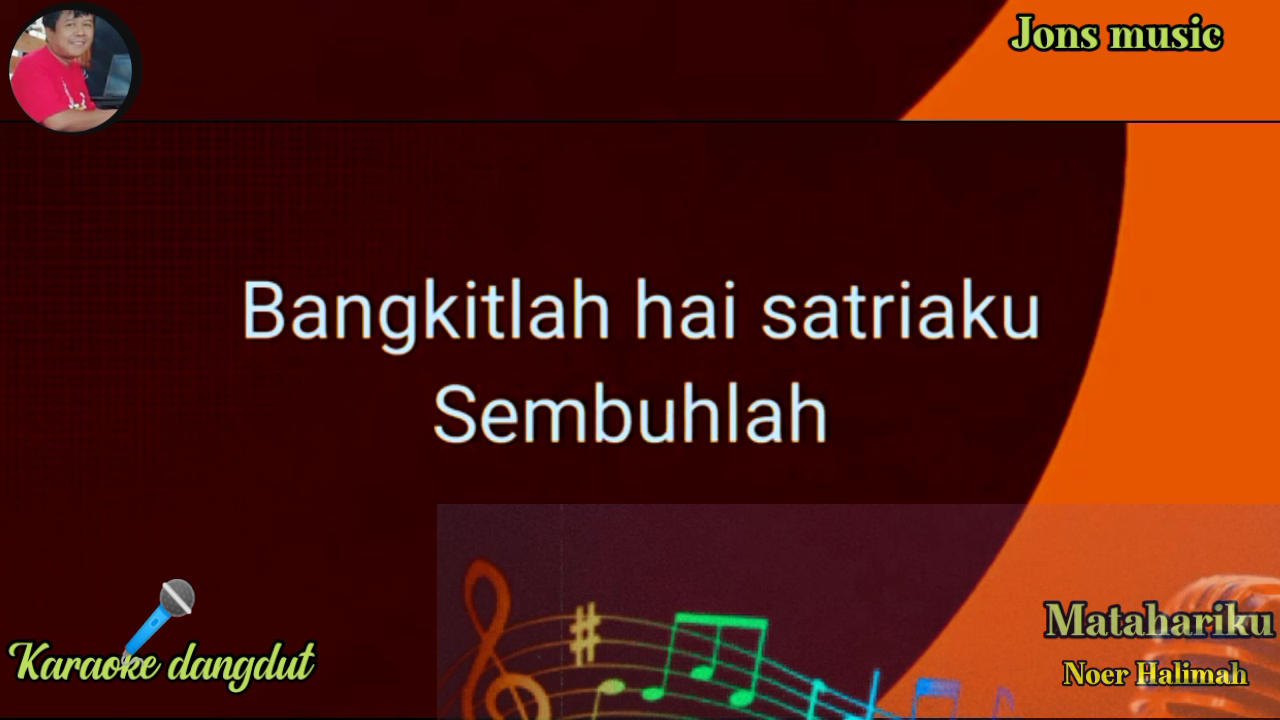 Jons music
Bangkitlah hai satriaku
Sembuhlah
Karaoke dangdut
Matahariku
Noer Halimah